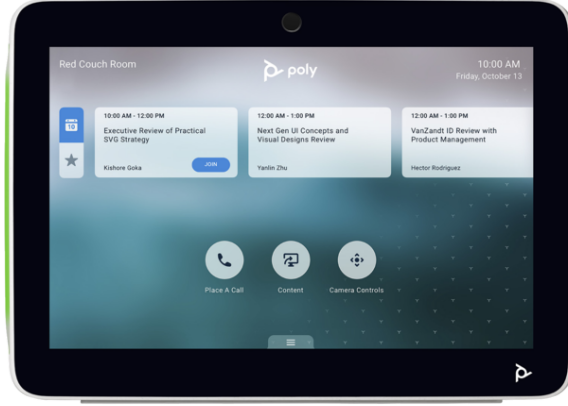 Red Couch Room
poly
10:00 AM
Friday, October 13
10
10:00 AM - 12:00 PM
Executive Review of Practical
SVG Strategy
Kishore Goka
JOIN
12:00 AM - 1:00 PM
Next Gen UI Concepts and
Visual Designs Review
Yanlin Zhu
12:00 AM - 1:00 PM
VanZandt ID Review with
Product Management
Hector Rodriguez
Place A Call
Content
Camera Controls